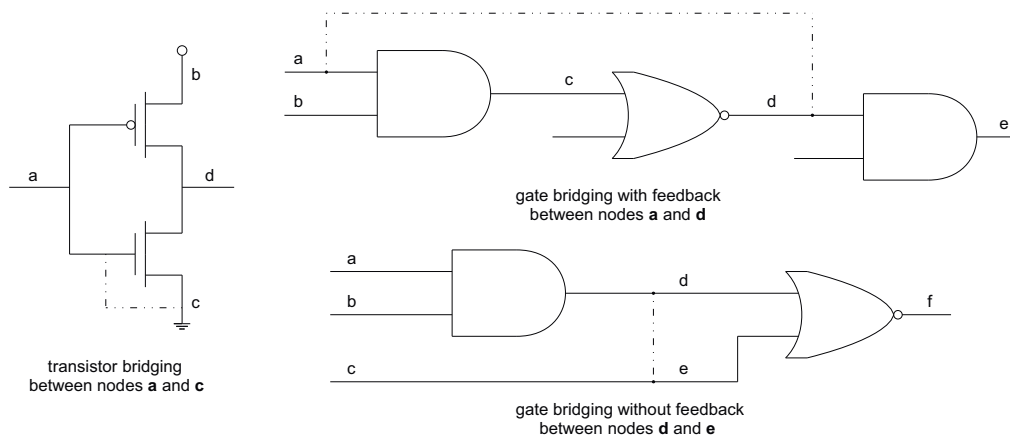 b
a
d
c
transistor bridging
between nodes a and c
a
b
c
d
e
gate bridging with feedback
between nodes a and d
a
b
c
d
e
f
gate bridging without feedback
between nodes d and e